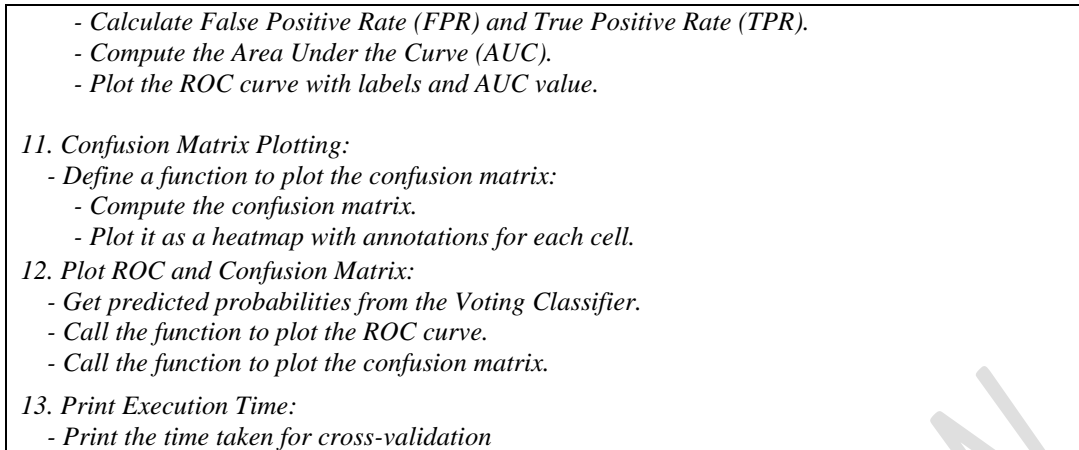 - Calculate False Positive Rate (FPR) and True Positive Rate (TPR).
- Compute the Area Under the Curve (AUC).
- Plot the ROC curve with labels and AUC value.
11. Confusion Matrix Plotting:
- Define a function to plot the confusion matrix:
- Compute the confusion matrix.
- Plot it as a heatmap with annotations for each cell.
12. Plot ROC and Confusion Matrix:
- Get predicted probabilities from the Voting Classifier.
- Call the function to plot the ROC curve.
- Call the function to plot the confusion matrix.
13. Print Execution Time:
- Print the time taken for cross-validation